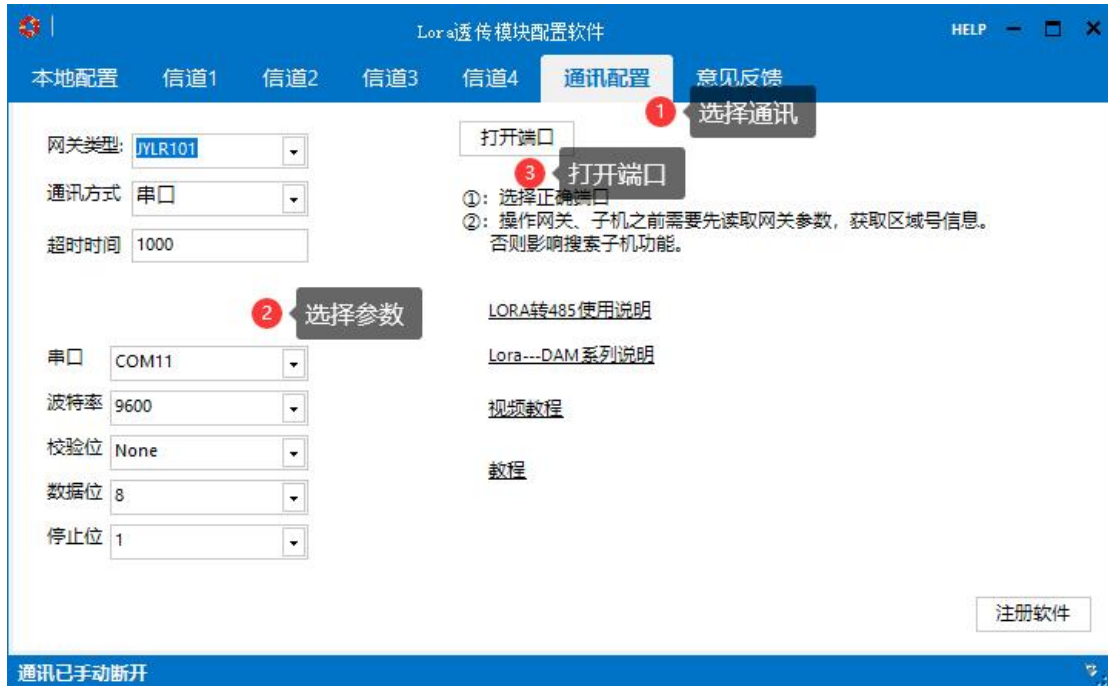 Lora透传模块配置软件
HELP
本地配置 信道1 信道2 信道3 信道4 通讯配置 意见反馈
1 选择通讯
网关类型: JYLR101
打开端口
3 打开端口
通讯方式 串口
①: 选择正确端口
②: 操作网关、子机之前需要先读取网关参数, 获取区域号信息。
否则影响搜索子机功能。
超时时间 1000
2 选择参数
LORA转485使用说明
串口 COM11
Lora---DAM系列说明
波特率 9600
视频教程
校验位 None
教程
数据位 8
停止位 1
注册软件
通讯已手动断开